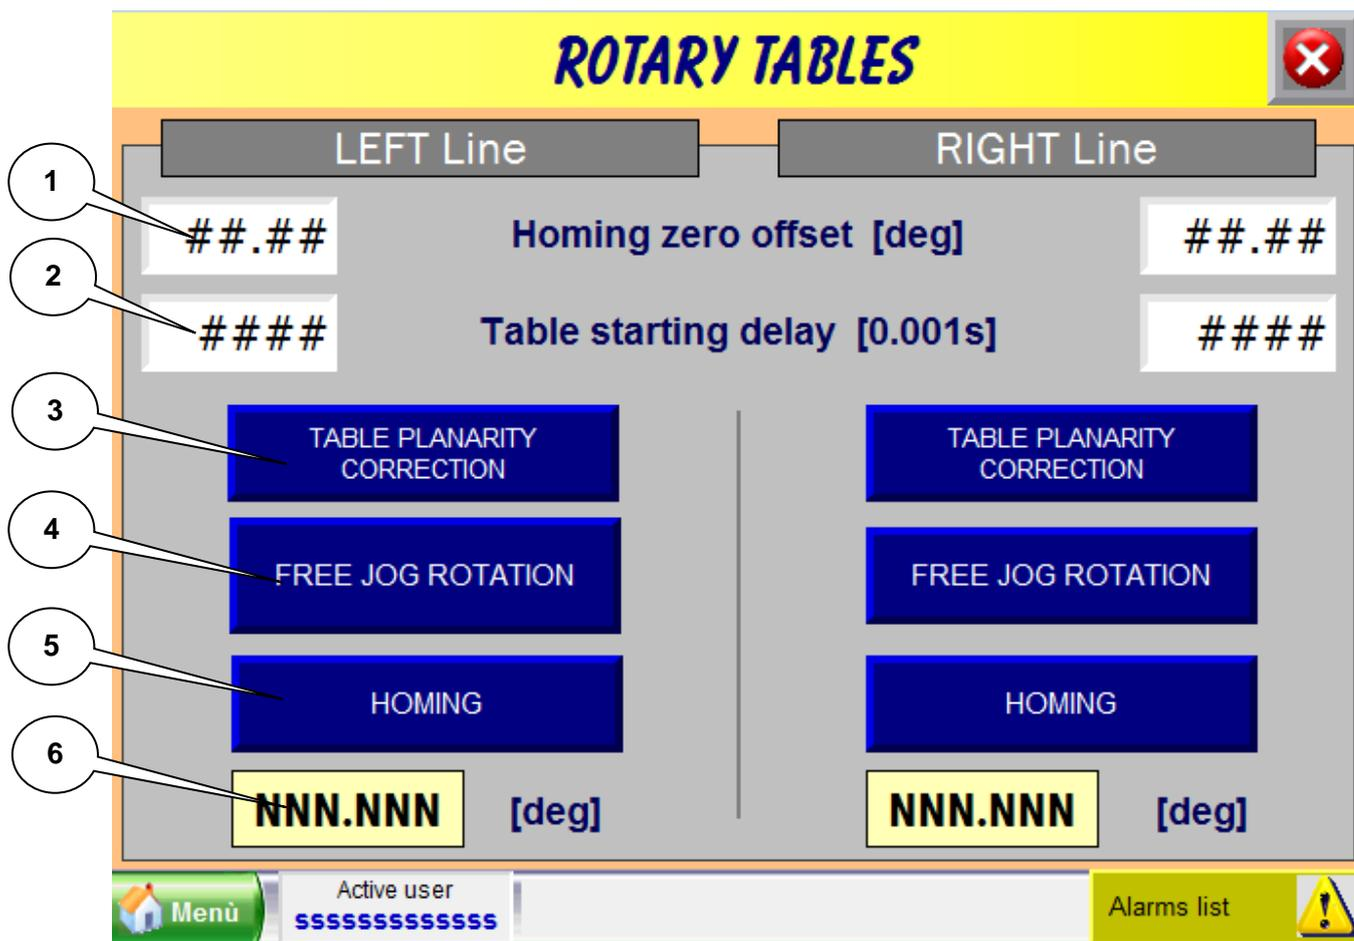 ROTARY TABLES
LEFT Line
RIGHT Line
1
##.##
Homing zero offset [deg]
##.##
2
####
Table starting delay [0.001s]
####
3
TABLE PLANARITY
CORRECTION
TABLE PLANARITY
CORRECTION
4
FREE JOG ROTATION
FREE JOG ROTATION
5
HOMING
HOMING
6
NNN.NNN
[deg]
NNN.NNN
[deg]
Menù
Active user
sssssssssssss
Alarms list